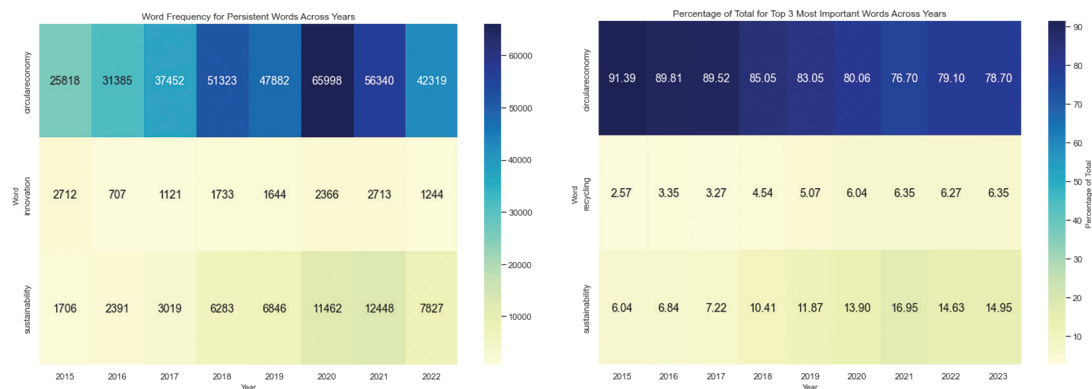 Word Frequency for Persistent Words Across Years
circulareconomy
25818 31385 37452 51323 47882 65998 56340 42319
Word
innovation
2712 707 1121 1733 1644 2366 2713 1244
sustainability
1706 2391 3019 6283 6846 11462 12448 7827
2015 2016 2017 2018 2019 2020 2021 2022
Year
60000
50000
40000
30000
20000
10000
Percentage of Total for Top 3 Most Important Words Across Years
circulareconomy
91.39 89.81 89.52 85.05 83.05 80.06 76.70 79.10 78.70
Word
recycling
2.57 3.35 3.27 4.54 5.07 6.04 6.35 6.27 6.35
sustainability
6.04 6.84 7.22 10.41 11.87 13.90 16.95 14.63 14.95
2015 2016 2017 2018 2019 2020 2021 2022 2023
Year
90
80
70
60
50
40
30
20
10
Percentage of Total